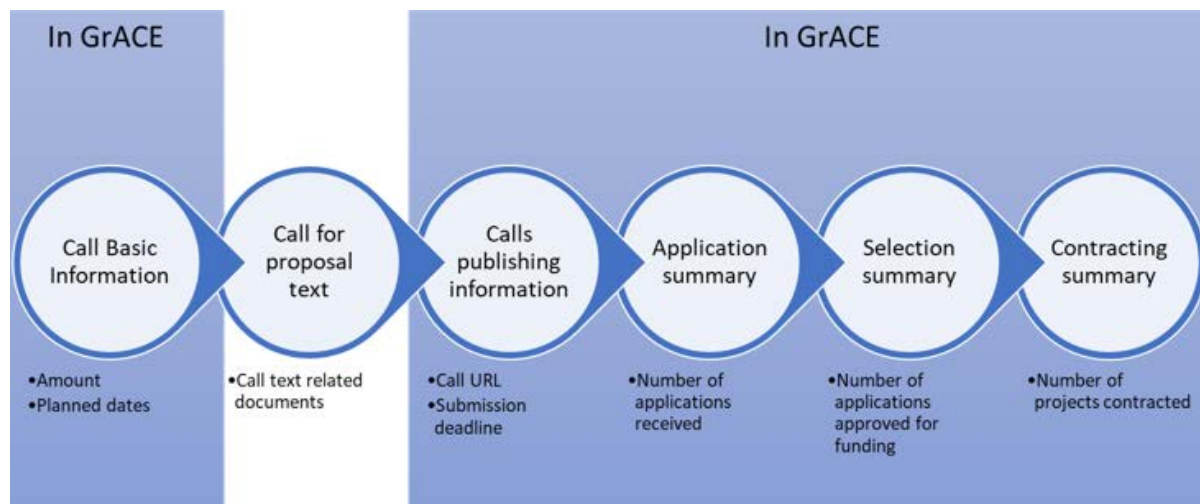 In GrACE
In GrACE
Call Basic
Information
Call for
proposal
text
Calls
publishing
information
Application
summary
Selection
summary
Contracting
summary
•Amount
•Planned dates
•Call text related
documents
•Call URL
•Submission
deadline
•Number of
applications
received
•Number of
applications
approved for
funding
•Number of
projects contracted